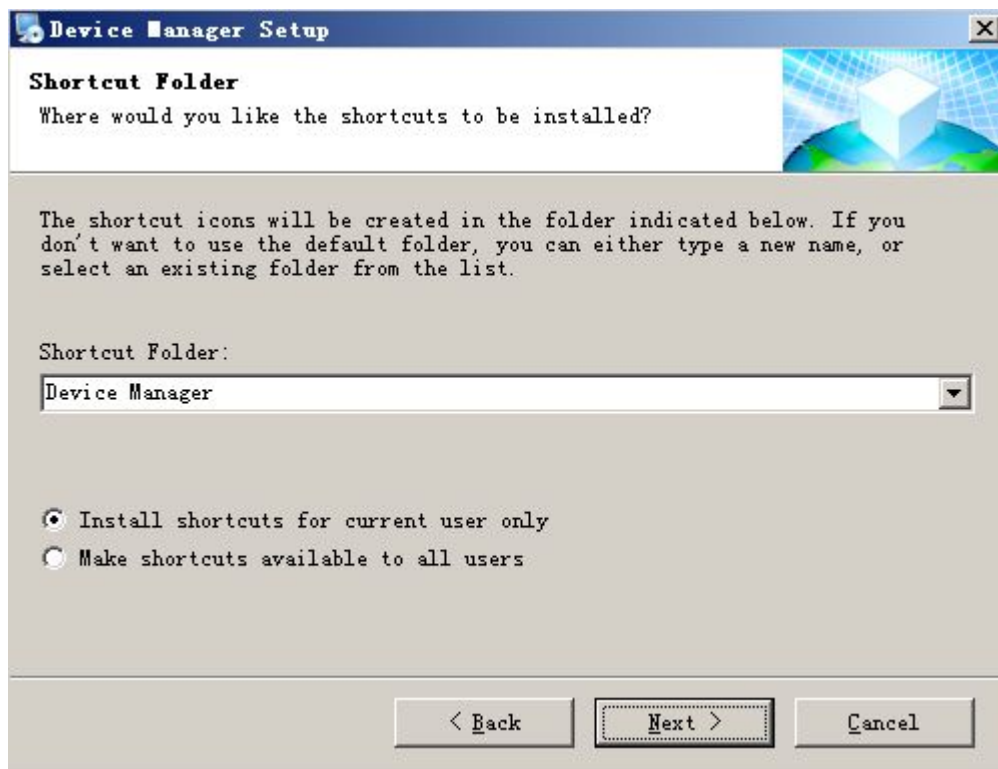 Device Manager Setup
Shortcut Folder
Where would you like the shortcuts to be installed?
The shortcut icons will be created in the folder indicated below. If you
don't want to use the default folder, you can either type a new name, or
select an existing folder from the list.
Shortcut Folder:
Device Manager
Install shortcuts for current user only
Make shortcuts available to all users
< Back
Next >
Cancel